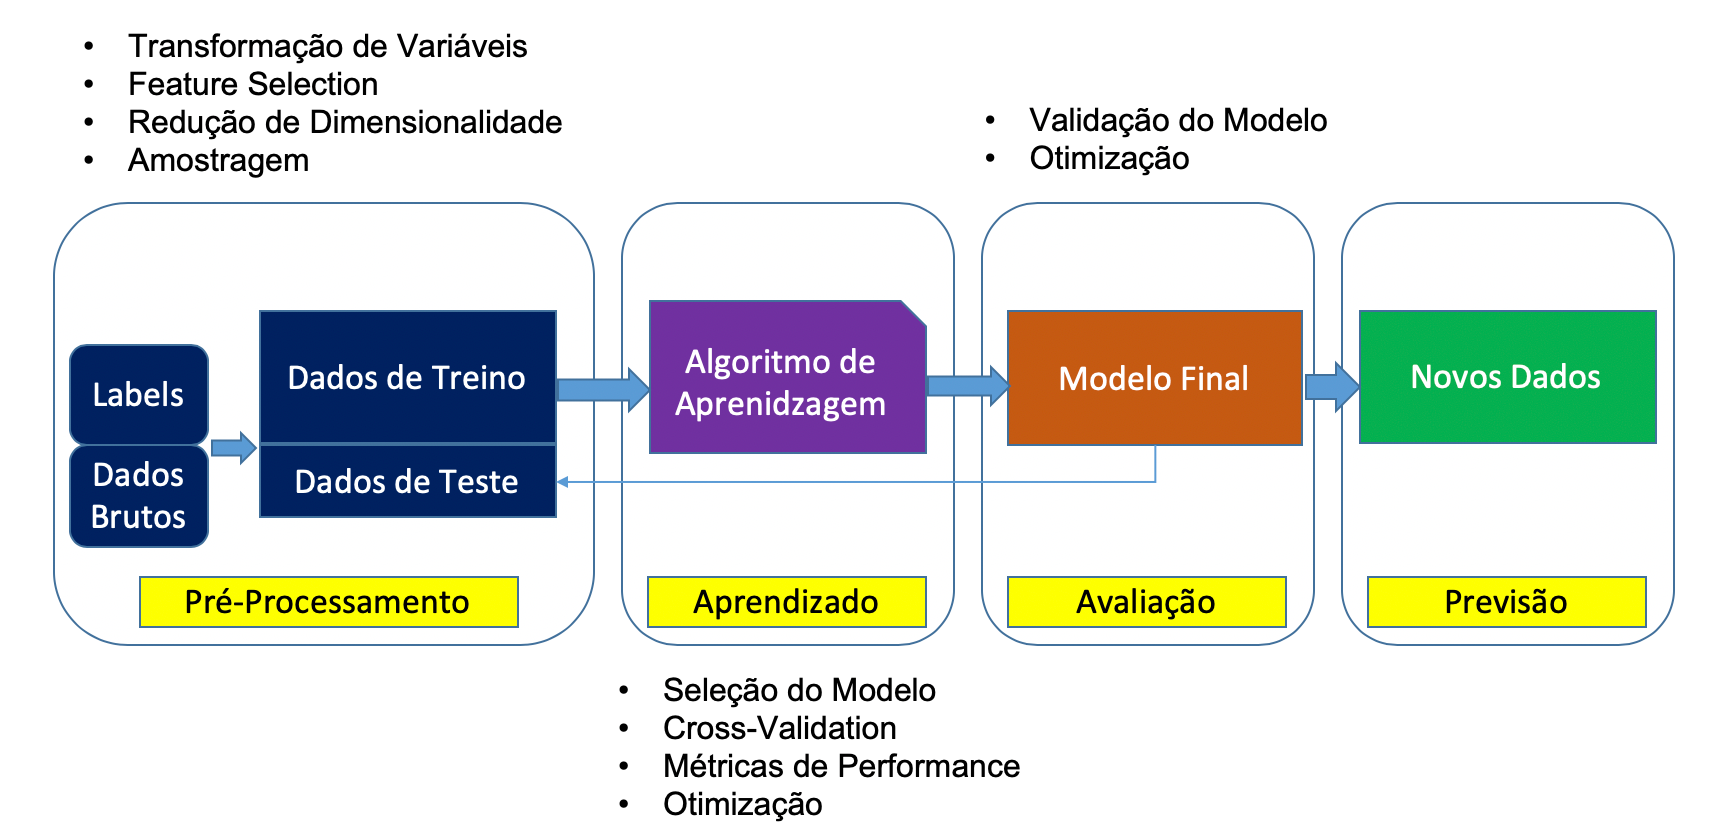 • Transformação de Variáveis
• Feature Selection
• Redução de Dimensionalidade
• Amostragem
• Validação do Modelo
• Otimização
Labels
Dados
Brutos
Dados de Treino
Dados de Teste
Algoritmo de
Aprenidzagem
Modelo Final
Novos Dados
Pré-Processamento
Aprendizado
Avaliação
Previsão
• Seleção do Modelo
• Cross-Validation
• Métricas de Performance
• Otimização